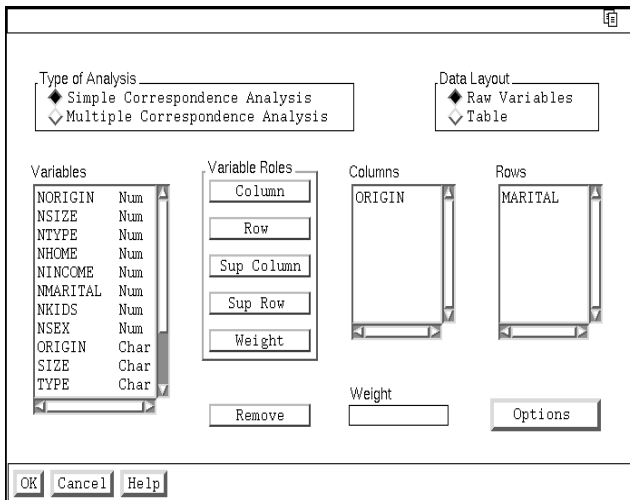 Type of Analysis
Simple Correspondence Analysis
Multiple Correspondence Analysis
Data Layout
Raw Variables
Table
Variables
NORIGIN Num
NSIZE Num
NTYPE Num
NHOME Num
NINCOME Num
NMARITAL Num
NKIDS Num
NSEX Num
ORIGIN Char
SIZE Char
TYPE Char
Variable Roles
Column
Row
Sup Column
Sup Row
Weight
Remove
Columns
ORIGIN
Rows
MARITAL
Weight
Options
OK Cancel Help